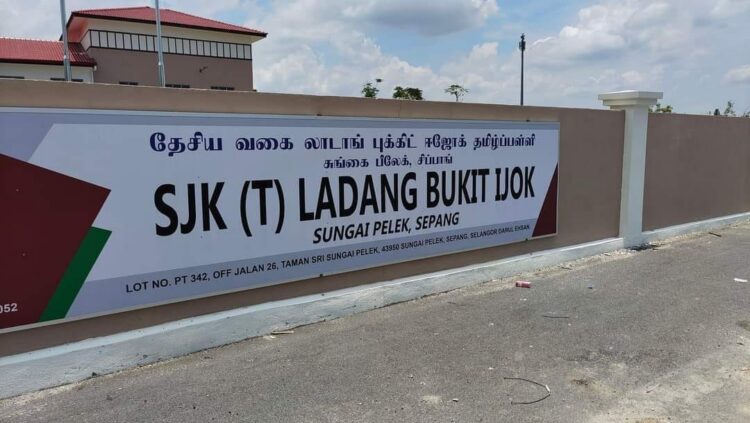 தேசிய வகை லாடாங் புக்கிட் ஈஜோக் தமிழ்ப்பள்ளி
சுங்கை பீலேக், சிப்பாங்
SJK (T) LADANG BUKIT IJOK
SUNGAI PELEK, SEPANG
LOT NO. PT 342, OFF JALAN 26, TAMAN SRI SUNGAI PELEK, 43950 SUNGAI PELEK, SEPANG, SELANGOR DARUL EHSAN.
052